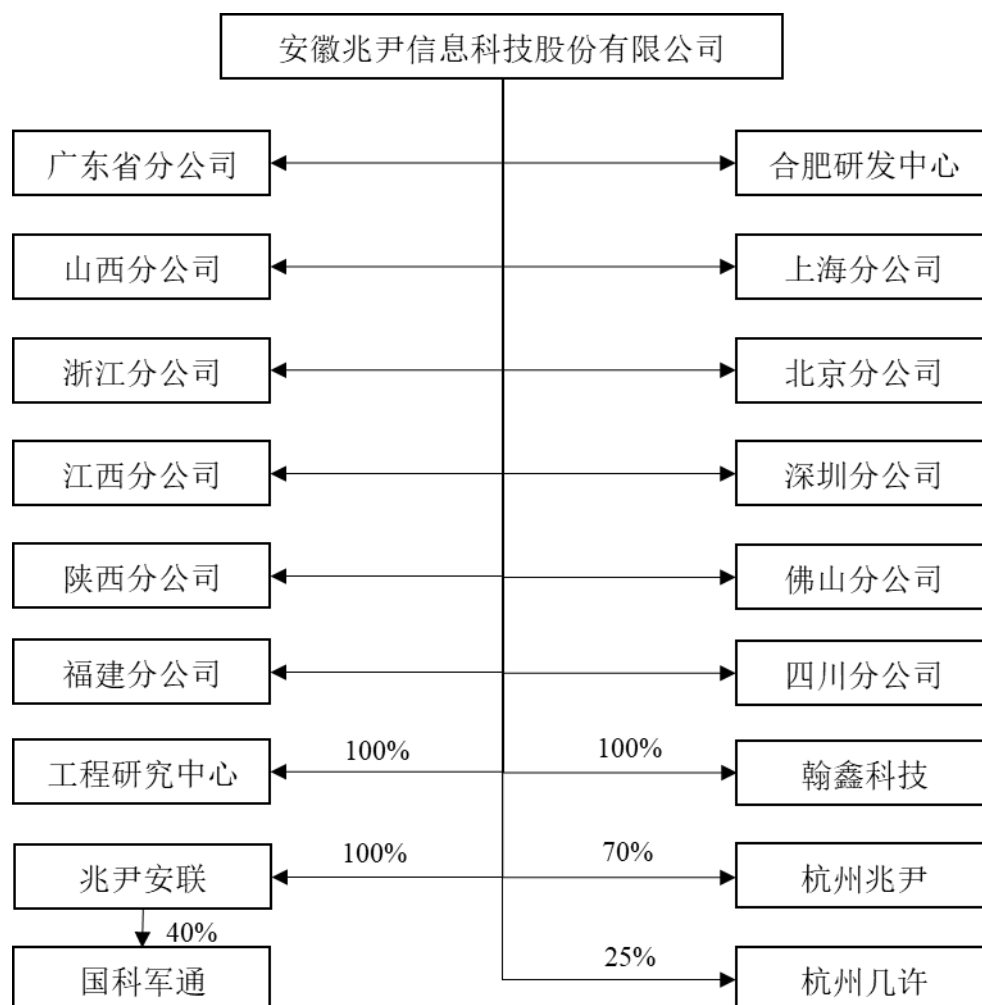 安徽兆尹信息科技股份有限公司
广东省分公司
合肥研发中心
山西分公司
上海分公司
浙江分公司
北京分公司
江西分公司
深圳分公司
陕西分公司
佛山分公司
福建分公司
四川分公司
100%
100%
工程研究中心
翰鑫科技
100%
70%
兆尹安联
杭州兆尹
40%
25%
国科军通
杭州几许